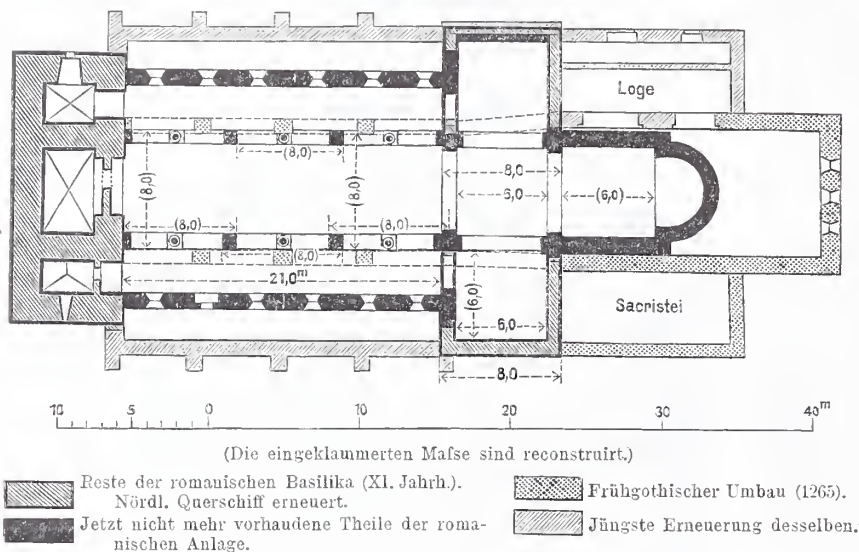 Loge
(8,0)
8,0
(8,0)
(8,0)
6,0
(6,0)
(8,0)
(8,0)
(8,0)
21,0m
(6,0)
6,0
Sacristei
8,0
10 5 0 10 20 30 40m
(Die eingeklammerten Maſse sind reconstruirt.)
Reste der romanischen Basilika (XI. Jahrh.).
Nördl. Querschiff erneuert.
Jetzt nicht mehr vorhaudene Theile der roma-
nischen Anlage.
Frühgothischer Umbau (1265).
Jüngste Erneuerung desselben.